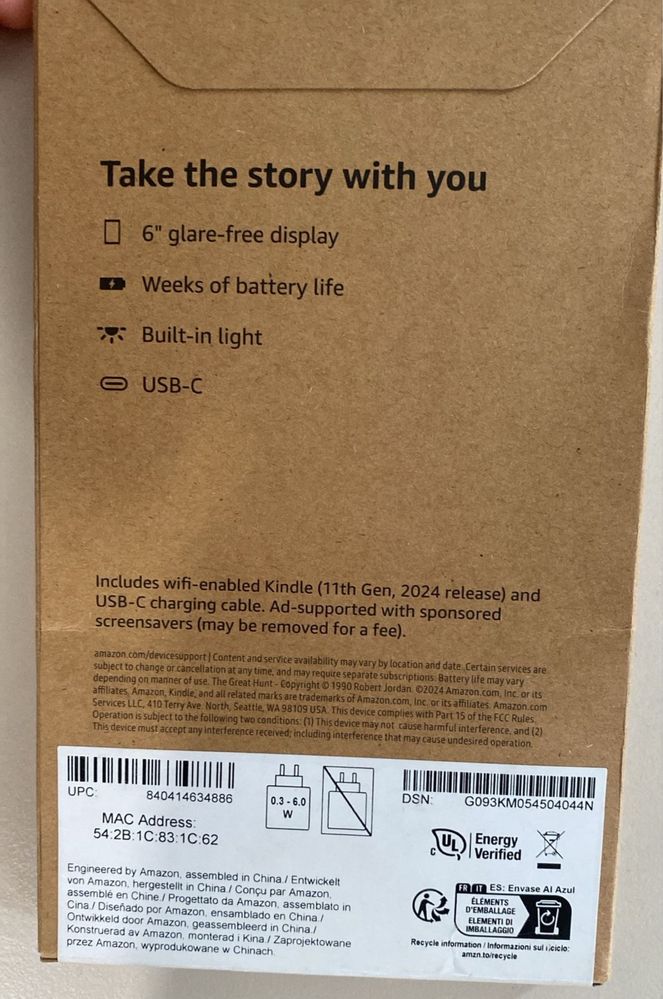 Take the story with you
6" glare-free display
Weeks of battery life
Built-in light
USB-C
Includes wifi-enabled Kindle (11th Gen, 2024 release) and
USB-C charging cable. Ad-supported with sponsored
screensavers (may be removed for a fee).
amazon.com/devicesupport | Content and service availability may vary by location and date. Certain services are
subject to change or cancellation at any time, and may require separate subscriptions. Battery life may vary
depending on manner of use. The Great Hunt - Copyright © 1990 Robert Jordan. ©2024 Amazon.com, Inc. or its
affiliates. Amazon, Kindle, and all related marks are trademarks of Amazon.com, Inc. or its affiliates. Amazon.com
Services LLC, 410 Terry Ave. North, Seattle, WA 98109 USA. This device complies with Part 15 of the FCC Rules.
Operation is subject to the following two conditions: (1) This device may not cause harmful interference, and (2)
This device must accept any interference received, including interference that may cause undesired operation.
UPC: 840414634886
MAC Address:
54:2B:1C:83:1C:62
0.3 - 6.0
W
DSN: G093KM054504044N
c UL Energy
Verified
Engineered by Amazon, assembled in China./ Entwickelt
von Amazon, hergestellt in China./ Conçu par Amazon,
assemblé en Chine./ Progettato da Amazon, assemblato in
Cina./ Diseñado por Amazon, ensamblado en China./
Ontwikkeld door Amazon, geassembleerd in China./
Konstruerad av Amazon, monterad i Kina./ Zaprojektowane
przez Amazon, wyprodukowane w Chinach.
FR IT ES: Envase Al Azul
ÉLÉMENTS
D'EMBALLAGE
ELEMENTI DI
IMBALLAGGIO
Recycle information / Informazioni sul riciclo:
amzn.to/recycle